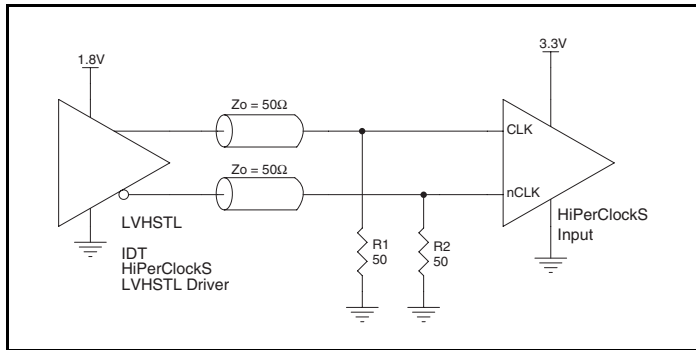 1.8V
3.3V
Zo = 50Ω
CLK
Zo = 50Ω
nCLK
LVHSTL
IDT
HiPerClockS
LVHSTL Driver
R1
50
R2
50
HiPerClockS
Input